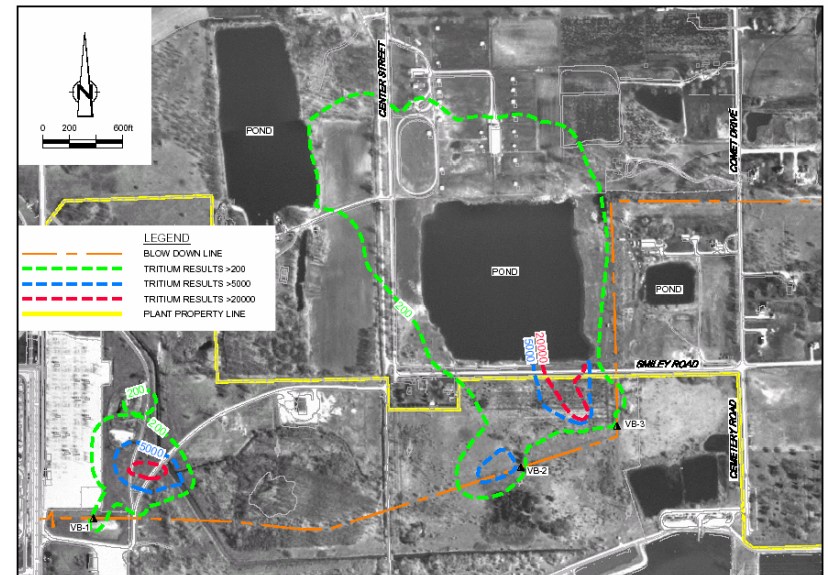 N
0 200 600ft
POND
CENTER STREET
COMET DRIVE
LEGEND
BLOW DOWN LINE
TRITIUM RESULTS >200
TRITIUM RESULTS >5000
TRITIUM RESULTS >20000
PLANT PROPERTY LINE
POND
POND
200
20000
5000
SMILEY ROAD
200
200
5000
VB-3
VB-2
CEMETERY ROAD
VB-1